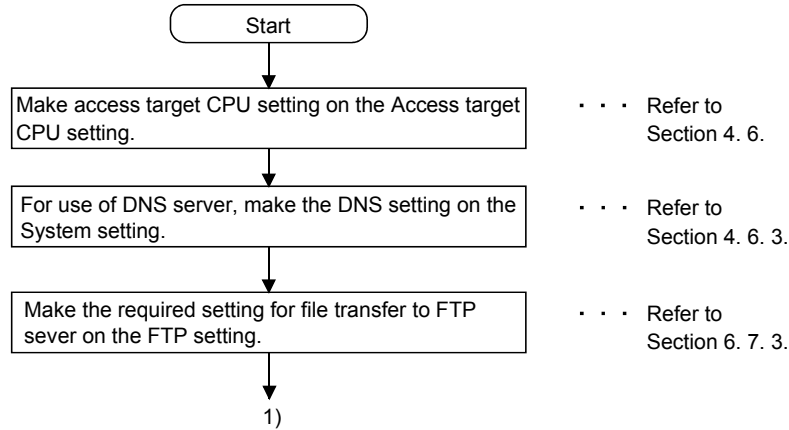 Start
Make access target CPU setting on the Access target
CPU setting.
· · · Refer to
Section 4. 6.
For use of DNS server, make the DNS setting on the
System setting.
· · · Refer to
Section 4. 6. 3.
Make the required setting for file transfer to FTP
sever on the FTP setting.
· · · Refer to
Section 6. 7. 3.
1)